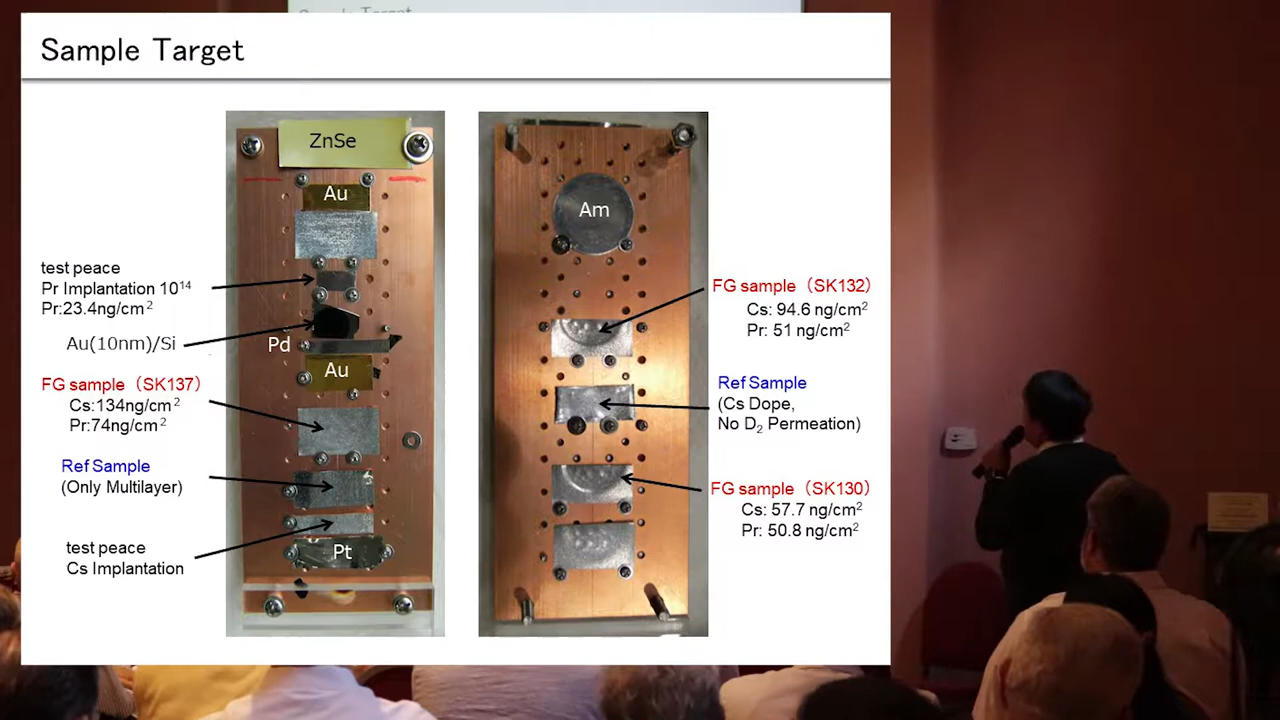 Sample Target
ZnSe
Au
test peace
Pr Implantation 10¹⁴
Pr:23.4ng/cm²
Au(10nm)/Si
Pd
Au
FG sample（SK137）
Cs:134ng/cm²
Pr:74ng/cm²
Ref Sample
(Only Multilayer)
test peace
Cs Implantation
Pt
Am
FG sample（SK132）
Cs: 94.6 ng/cm²
Pr: 51 ng/cm²
Ref Sample
(Cs Dope,
No D₂ Permeation)
FG sample（SK130）
Cs: 57.7 ng/cm²
Pr: 50.8 ng/cm²